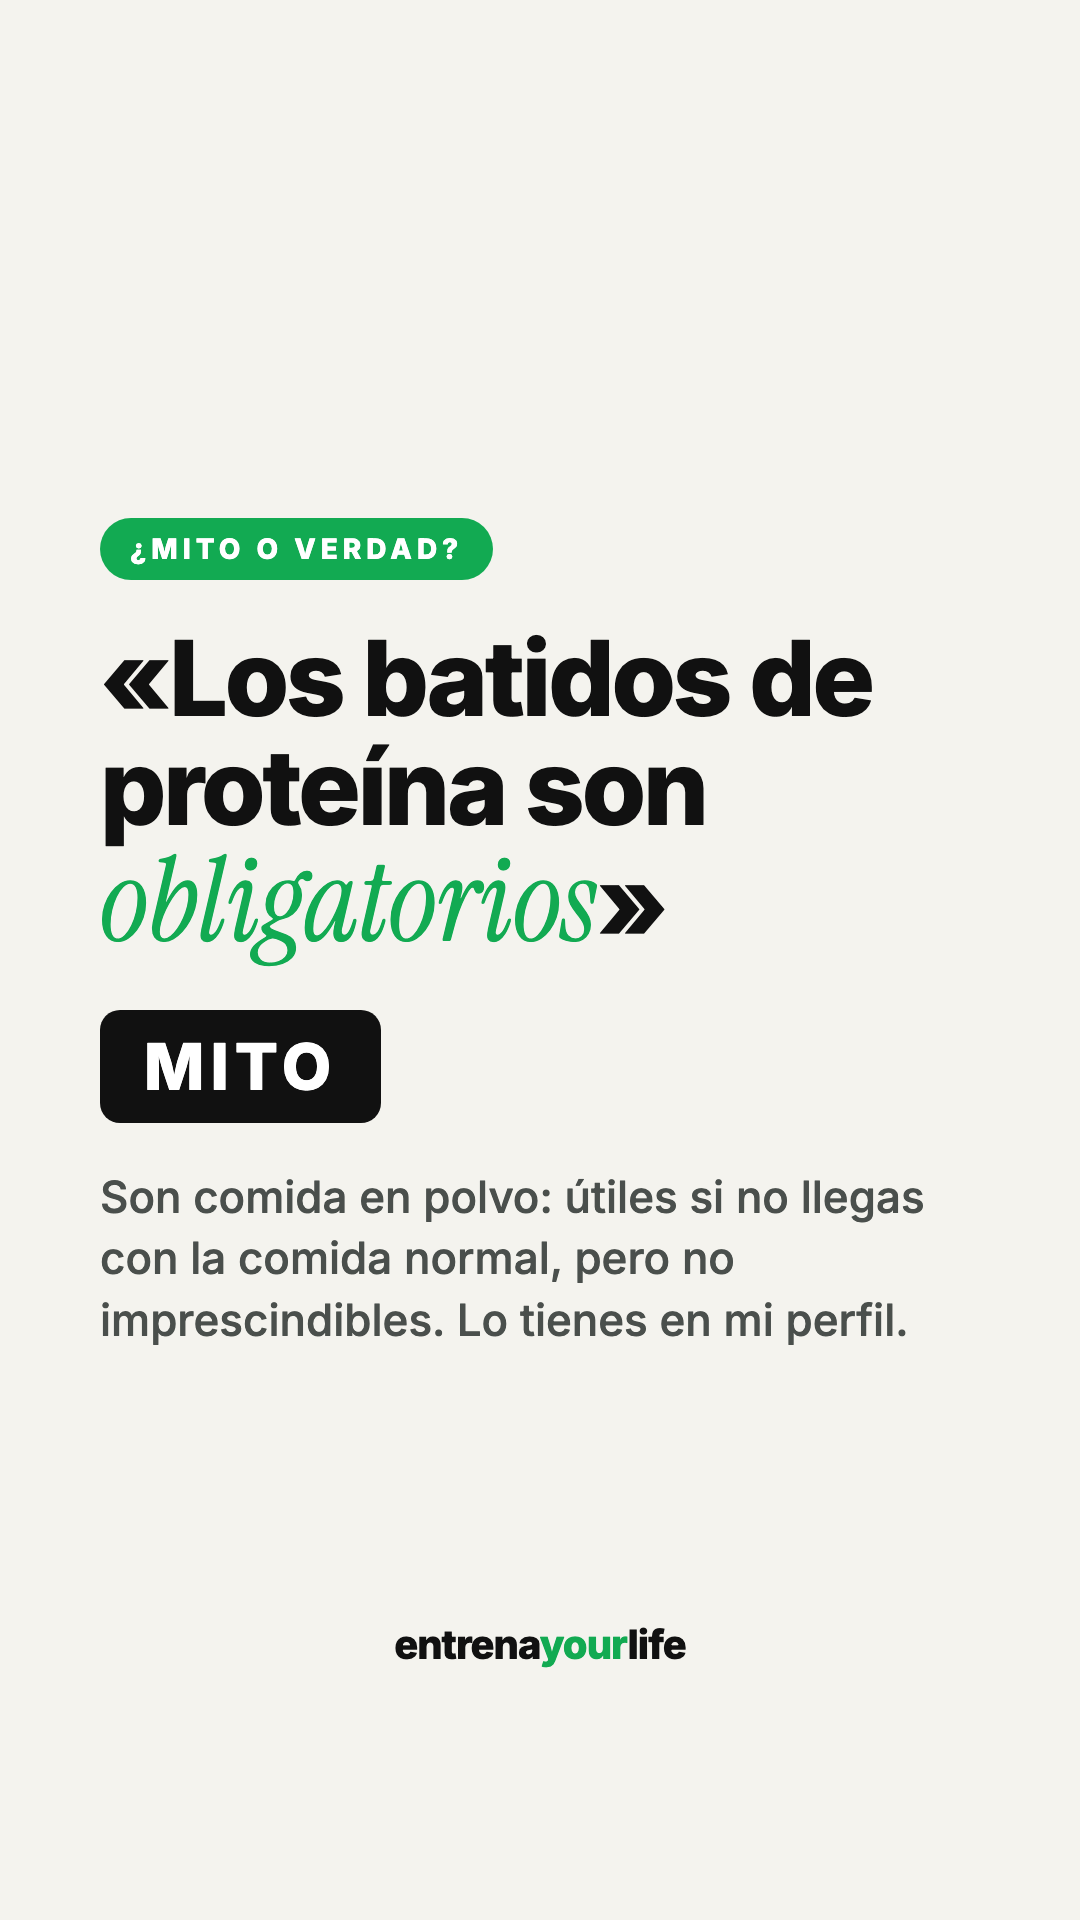 ¿MITO O VERDAD?
«Los batidos de
proteína son
obligatorios»
MITO
Son comida en polvo: útiles si no llegas
con la comida normal, pero no
imprescindibles. Lo tienes en mi perfil.
entrenayourlife